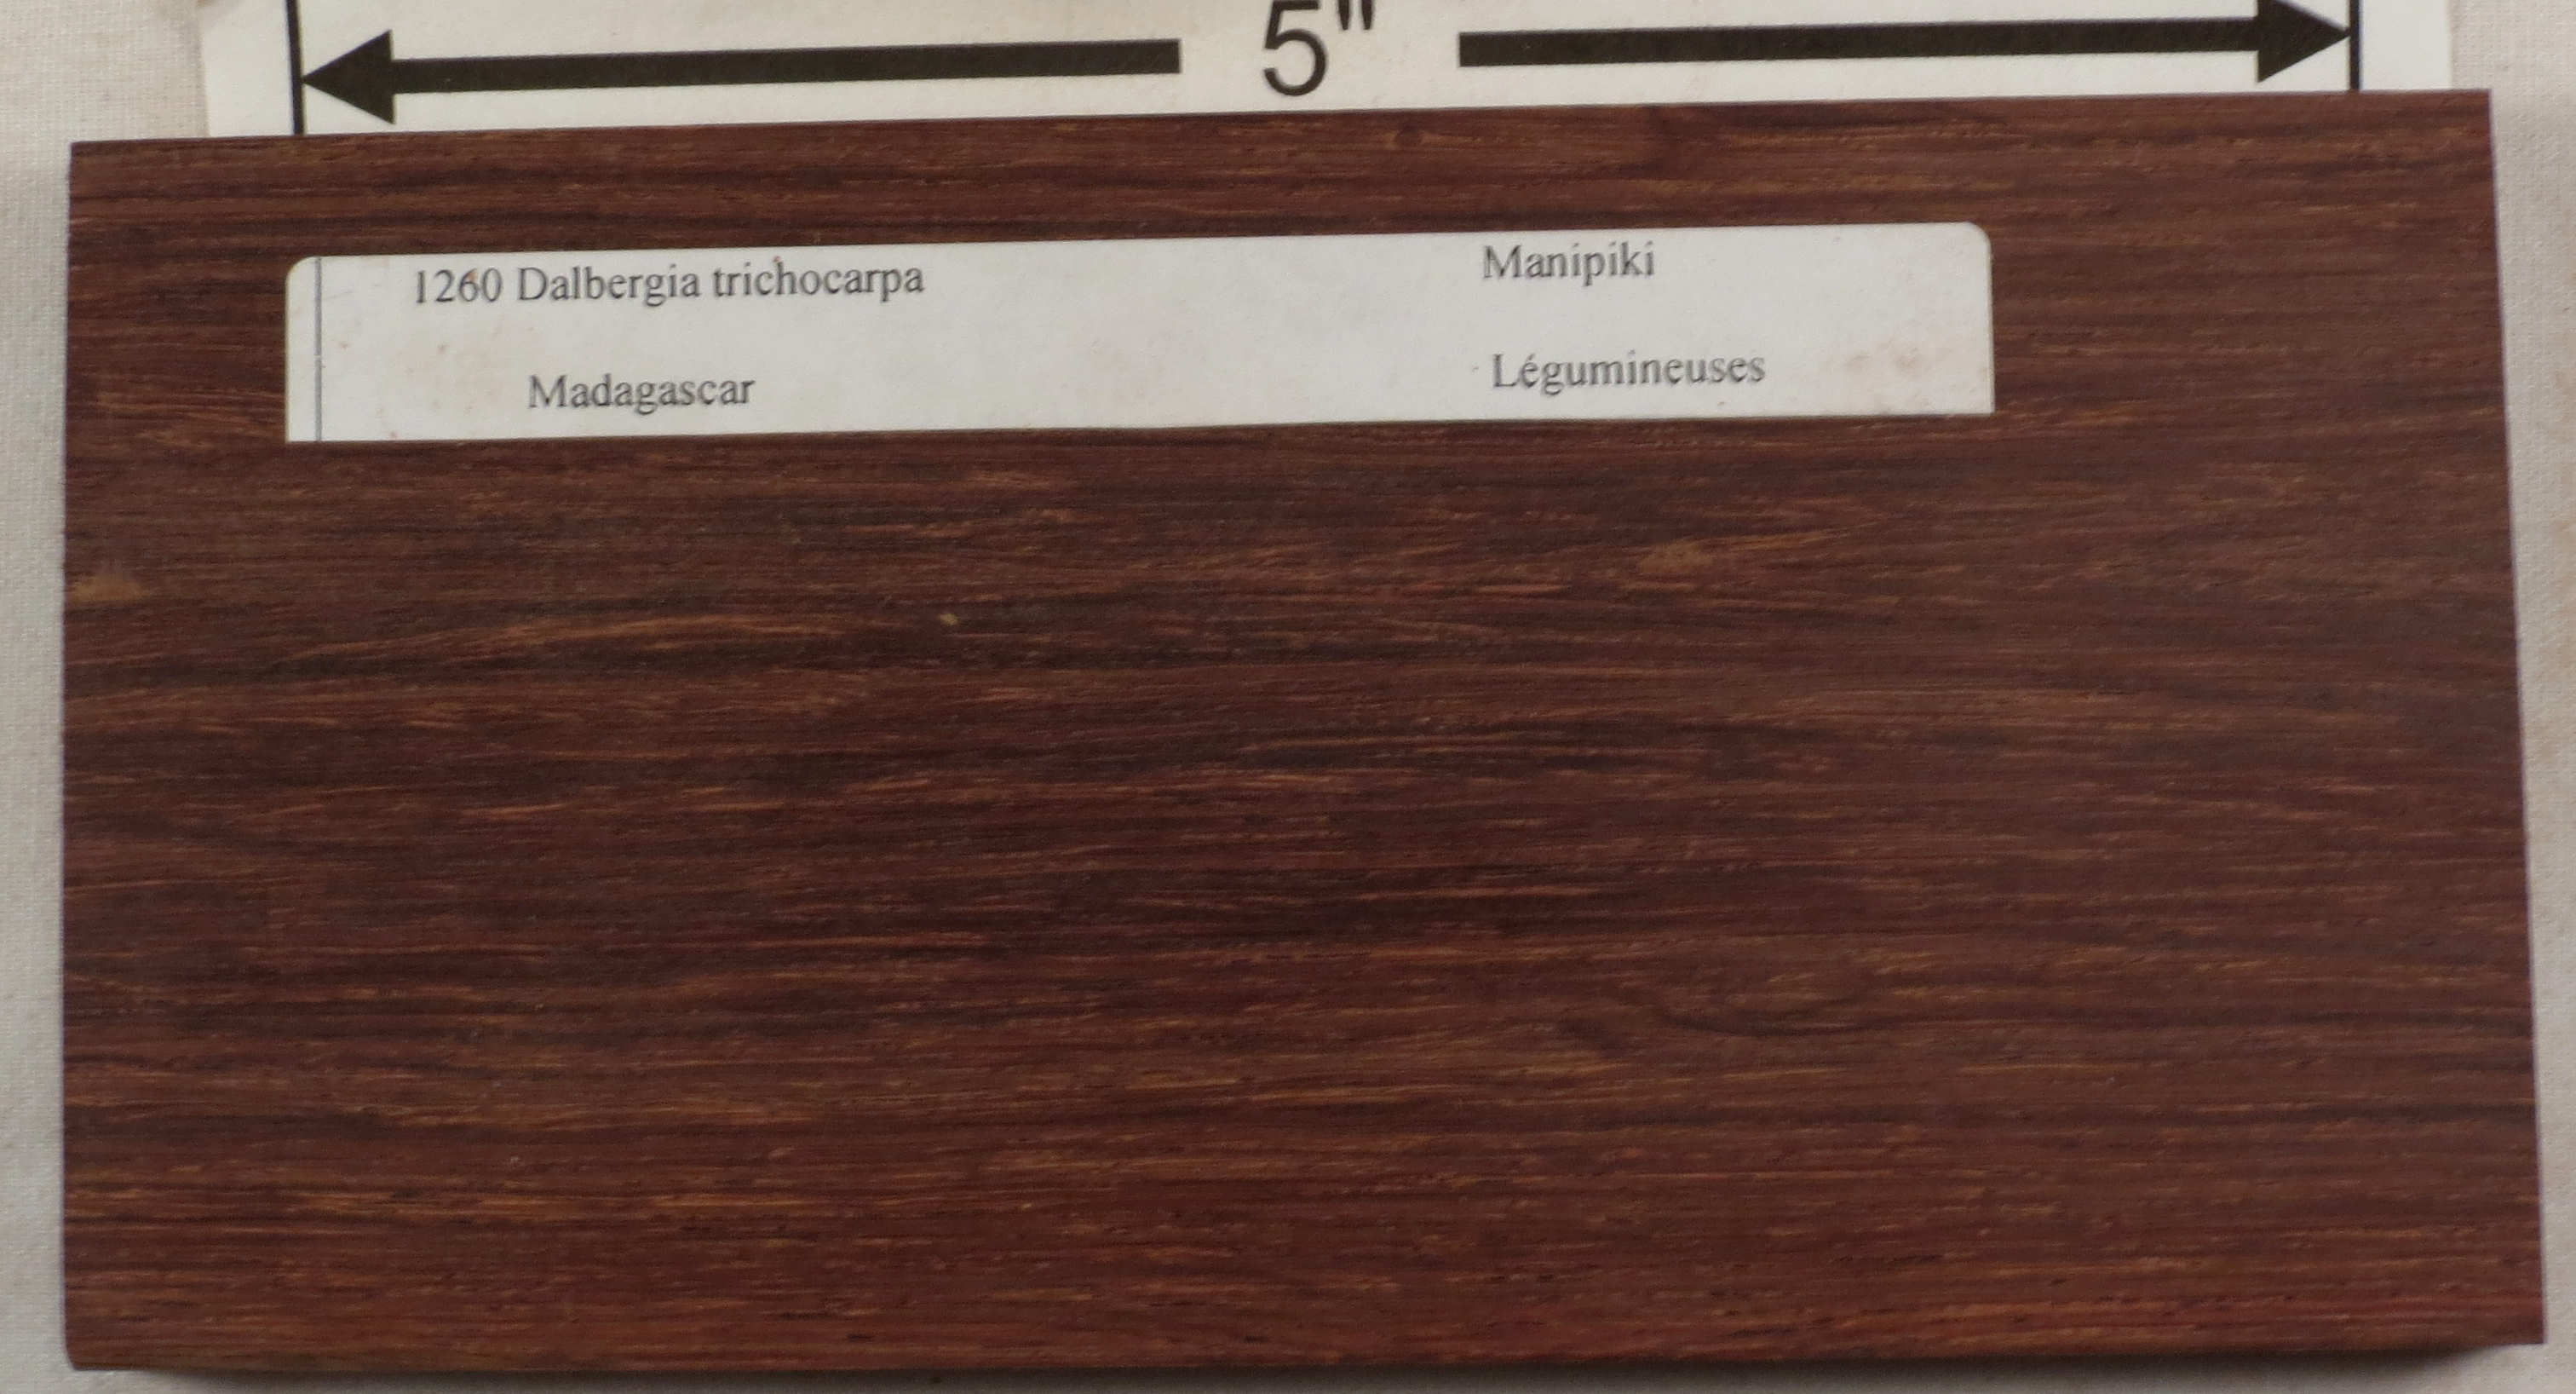 5"
1260 Dalbergia trichocarpa Manipiki
Madagascar Légumineuses